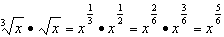 ∛x • √x = x^(1/3) • x^(1/2) = x^(2/6) • x^(3/6) = x^(5/6)